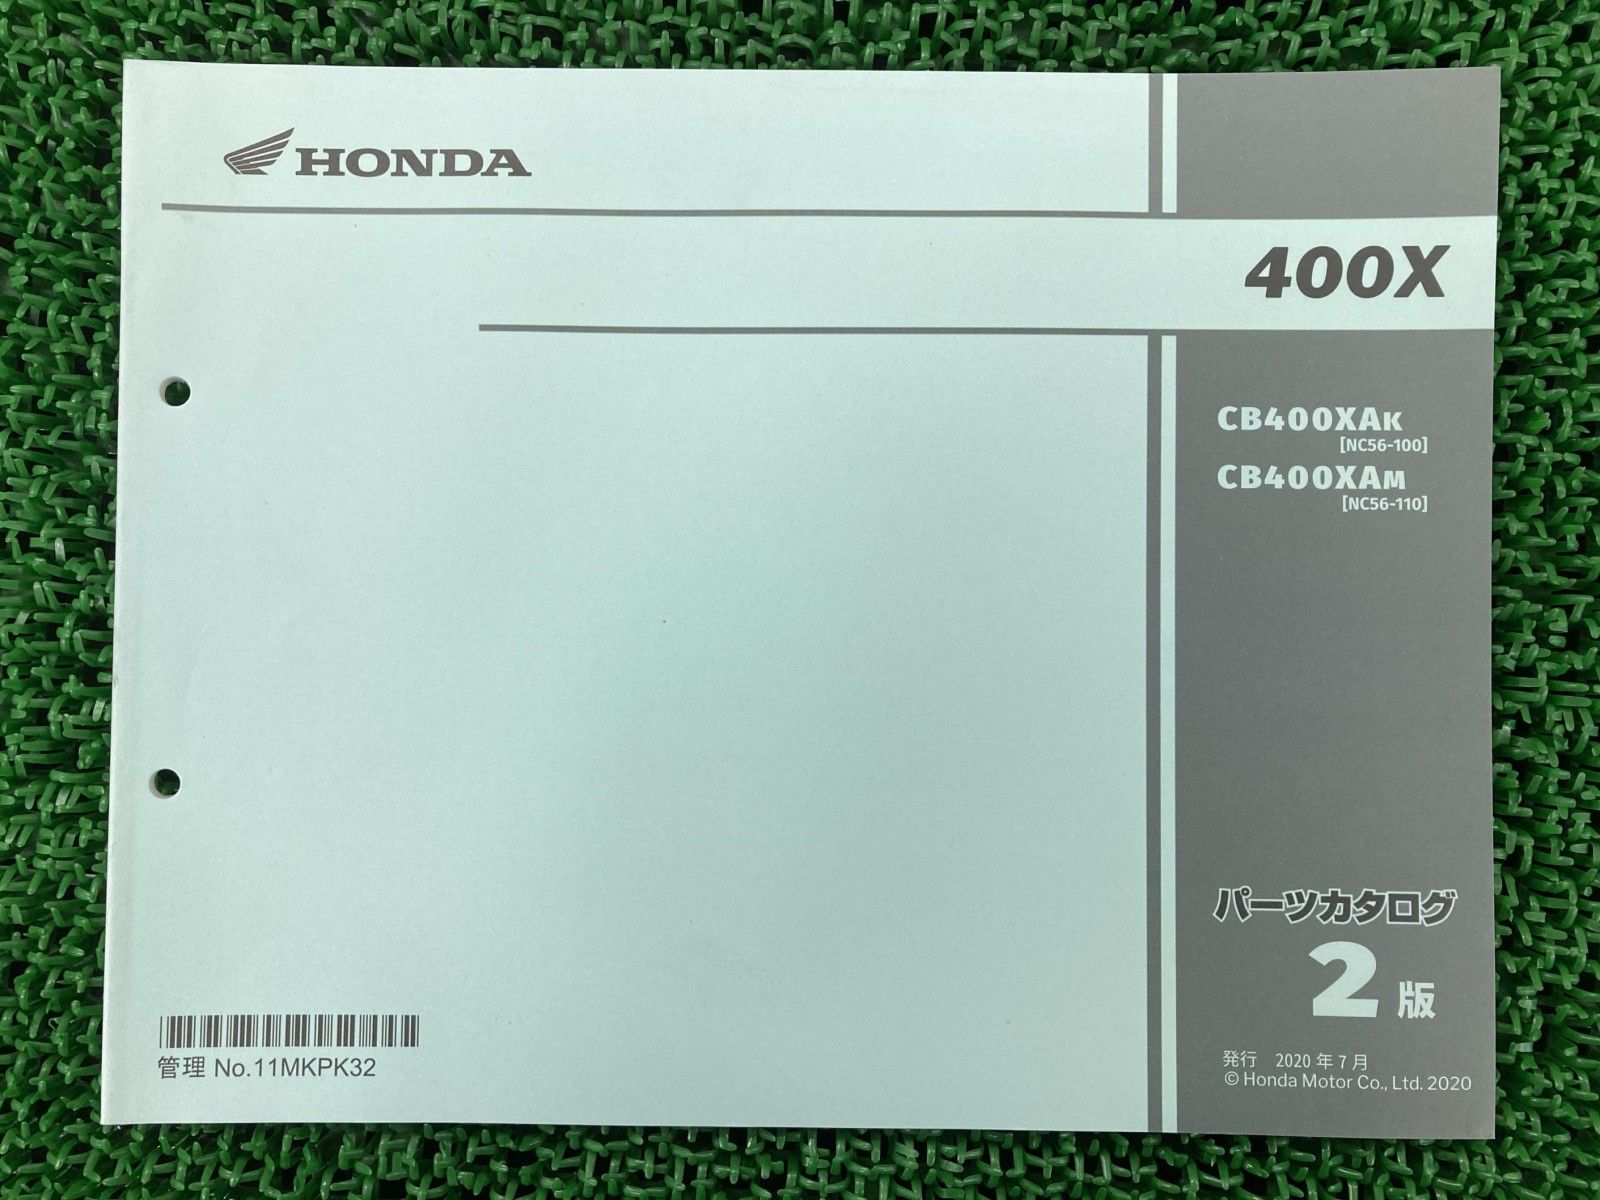 HONDA
400X
CB400XAK
[NC56-100]
CB400XAM
[NC56-110]
パーツカタログ
2版
発行 2020年7月
© Honda Motor Co., Ltd. 2020
管理 No.11MKPK32